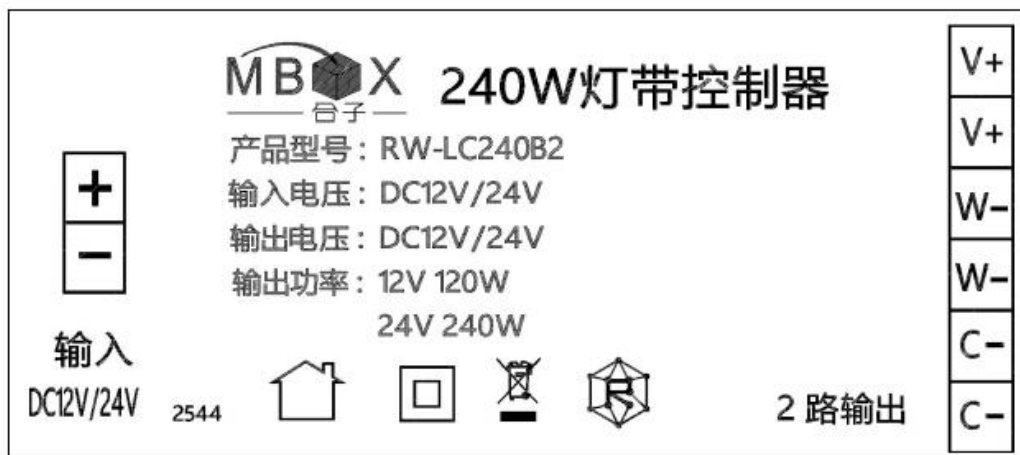 MBOX
合子
240W灯带控制器
产品型号：RW-LC240B2
输入电压：DC12V/24V
输出电压：DC12V/24V
输出功率：12V 120W
24V 240W
+
-
输入
DC12V/24V
2544
R
2 路输出
V+
V+
W-
W-
C-
C-